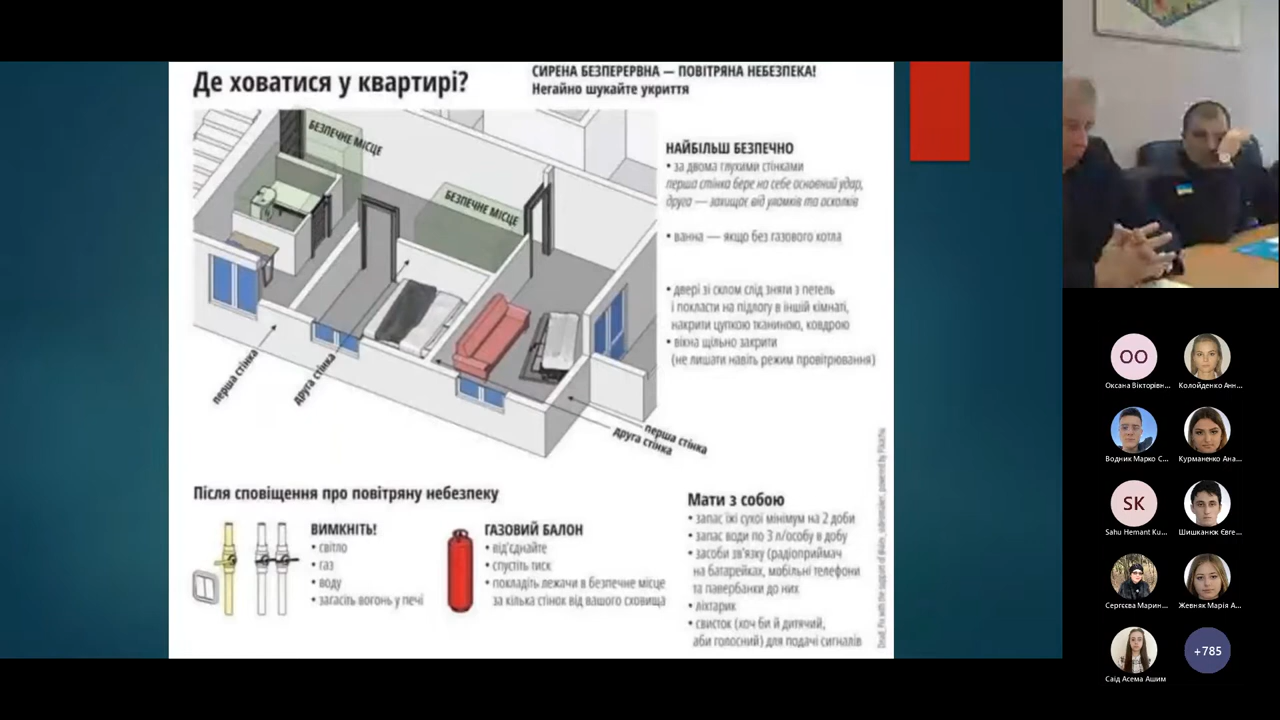 Де ховатися у квартирі?
СИРЕНА БЕЗПЕРЕРВНА — ПОВІТРЯНА НЕБЕЗПЕКА!
Негайно шукайте укриття
БЕЗПЕЧНЕ МІСЦЕ
БЕЗПЕЧНЕ МІСЦЕ
перша стінка
друга стінка
перша стінка
друга стінка
НАЙБІЛЬШ БЕЗПЕЧНО
• за двома глухими стінками
перша стінка бере на себе основний удар,
друга — захищає від уламків та осколків
• ванна — якщо без газового котла
• двері зі склом слід зняти з петель
і покласти на підлогу в іншій кімнаті,
накрити цупкою тканиною, ковдрою
• вікна щільно закрити
(не лишати навіть режим провітрювання)
Після сповіщення про повітряну небезпеку
ВИМКНІТЬ!
• світло
• газ
• воду
• загасіть вогонь у печі
ГАЗОВИЙ БАЛОН
• від'єднайте
• спустіть тиск
• покладіть лежачи в безпечне місце
за кілька стінок від вашого сховища
Мати з собою
• запас їжі сухої мінімум на 2 доби
• запас води по 3 л/особу в добу
• засоби зв'язку (радіоприймач
на батарейках, мобільні телефони
та павербанки до них
• ліхтарик
• свисток (хоч би й дитячий,
аби голосний) для подачі сигналів
ОО
Оксана Вікторівн...
Колойденко Анн...
Водник Марко С...
Курманенко Ана...
SK
Sahu Hemant Ku...
Шишканюк Євге...
Сергєєва Марин...
Жевняк Марія А...
Саід Асема Ашим
+785